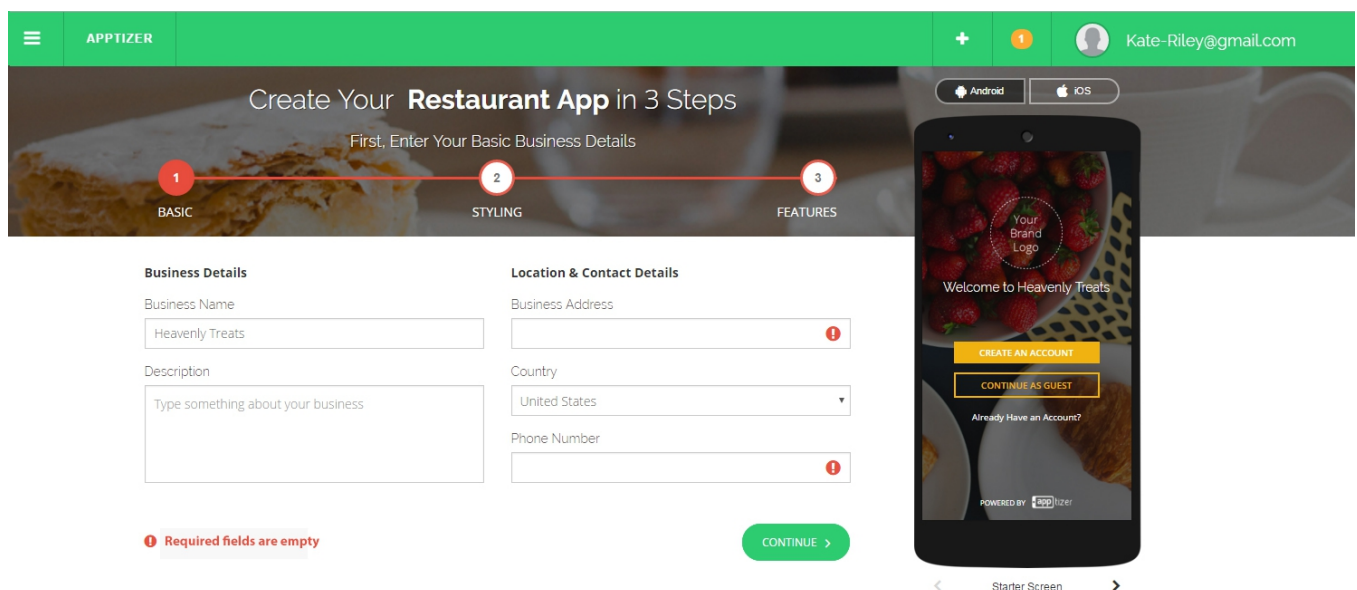 APPTIZER
1
Kate-Riley@gmail.com
Create Your Restaurant App in 3 Steps
First, Enter Your Basic Business Details
1
2
3
BASIC
STYLING
FEATURES
Android
iOS
Your
Brand
Logo
Welcome to Heavenly Treats
CREATE AN ACCOUNT
CONTINUE AS GUEST
Already Have an Account?
POWERED BY apptizer
Starter Screen
Business Details
Business Name
Heavenly Treats
Description
Type something about your business
Location & Contact Details
Business Address
Country
United States
Phone Number
Required fields are empty
CONTINUE